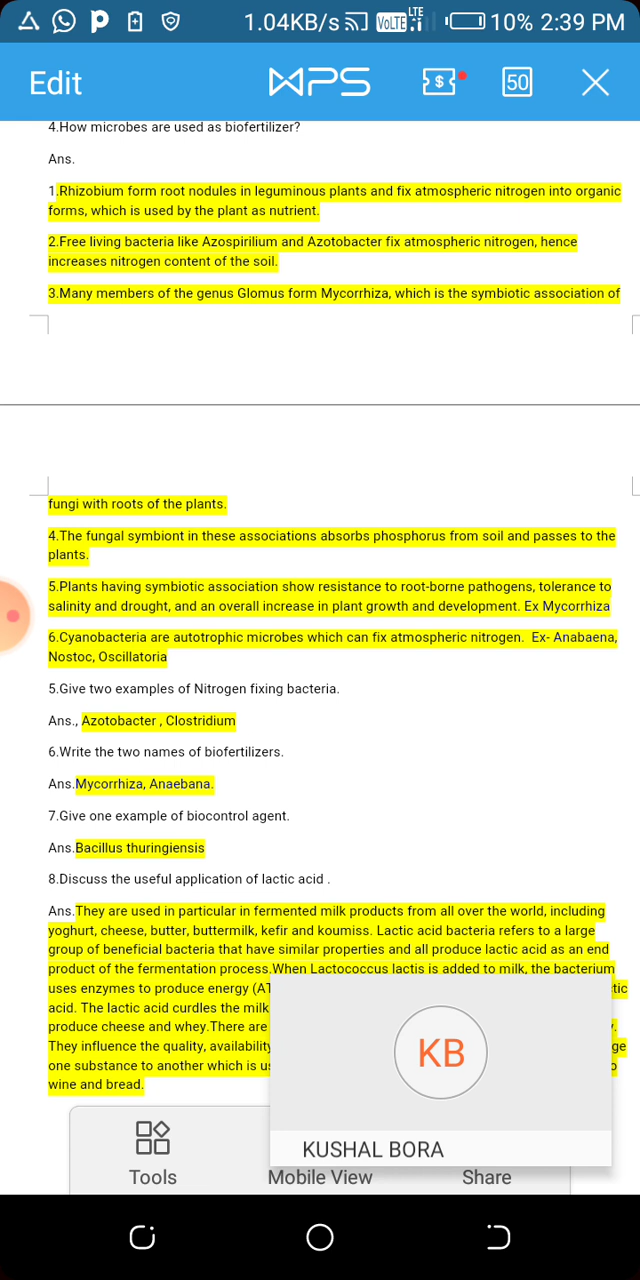 1.04KB/s VoLTE LTE 10% 2:39 PM
Edit WPS $ 50
4.How microbes are used as biofertilizer?
Ans.
1.Rhizobium form root nodules in leguminous plants and fix atmospheric nitrogen into organic
forms, which is used by the plant as nutrient.
2.Free living bacteria like Azospirilium and Azotobacter fix atmospheric nitrogen, hence
increases nitrogen content of the soil.
3.Many members of the genus Glomus form Mycorrhiza, which is the symbiotic association of
fungi with roots of the plants.
4.The fungal symbiont in these associations absorbs phosphorus from soil and passes to the
plants.
5.Plants having symbiotic association show resistance to root-borne pathogens, tolerance to
salinity and drought, and an overall increase in plant growth and development. Ex Mycorrhiza
6.Cyanobacteria are autotrophic microbes which can fix atmospheric nitrogen. Ex- Anabaena,
Nostoc, Oscillatoria
5.Give two examples of Nitrogen fixing bacteria.
Ans., Azotobacter , Clostridium
6.Write the two names of biofertilizers.
Ans.Mycorrhiza, Anaebana.
7.Give one example of biocontrol agent.
Ans.Bacillus thuringiensis
8.Discuss the useful application of lactic acid .
Ans.They are used in particular in fermented milk products from all over the world, including
yoghurt, cheese, butter, buttermilk, kefir and koumiss. Lactic acid bacteria refers to a large
group of beneficial bacteria that have similar properties and all produce lactic acid as an end
product of the fermentation process.When Lactococcus lactis is added to milk, the bacterium
uses enzymes to produce energy (AT
acid. The lactic acid curdles the milk
produce cheese and whey.There are
They influence the quality, availability
one substance to another which is
wine and bread.
KB
KUSHAL BORA
Tools Mobile View Share